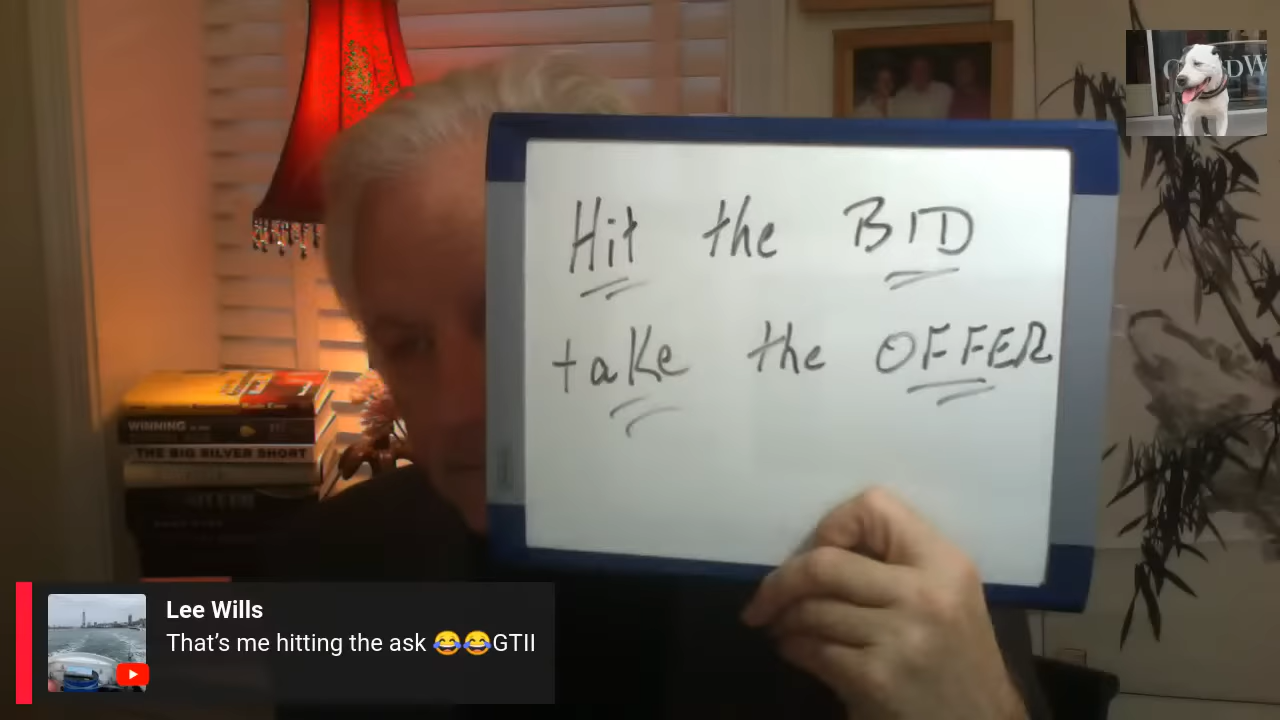 Hit the BID
take the OFFER
WINNING
THE BIG SILVER SHORT
Lee Wills
That’s me hitting the ask 😂😂GTII